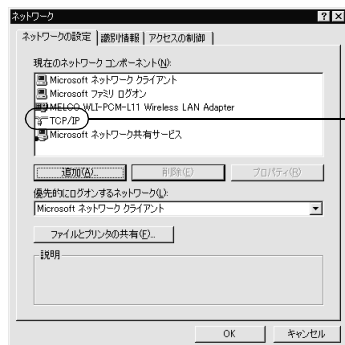 ネットワーク
ネットワークの設定 識別情報 アクセスの制御
現在のネットワーク コンポーネント(N):
Microsoft ネットワーク クライアント
Microsoft ファミリ ログオン
MELCO WLI-PCM-L11 Wireless LAN Adapter
TCP/IP
Microsoft ネットワーク共有サービス
追加(A)... 削除(E) プロパティ(R)
優先的にログオンするネットワーク(L):
Microsoft ネットワーク クライアント
ファイルとプリンタの共有(F)...
説明
OK キャンセル